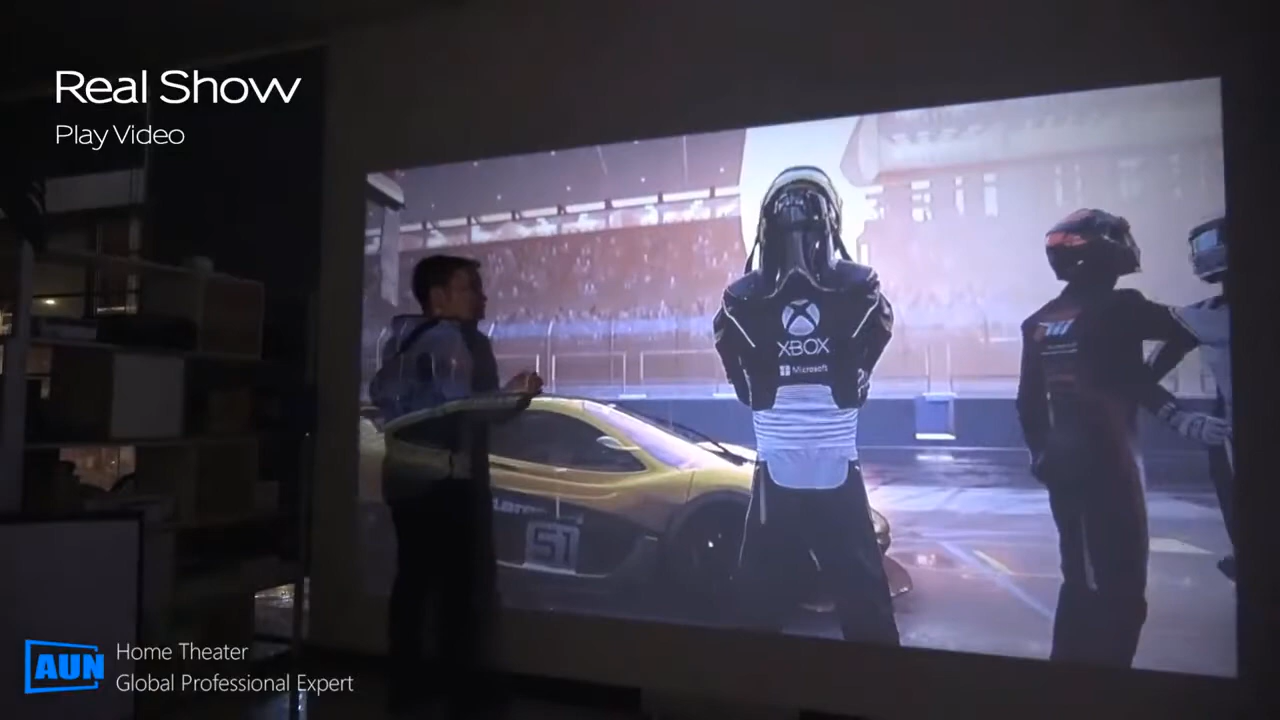 Real Show
Play Video
XBOX
Microsoft
51
AUN
Home Theater
Global Professional Expert